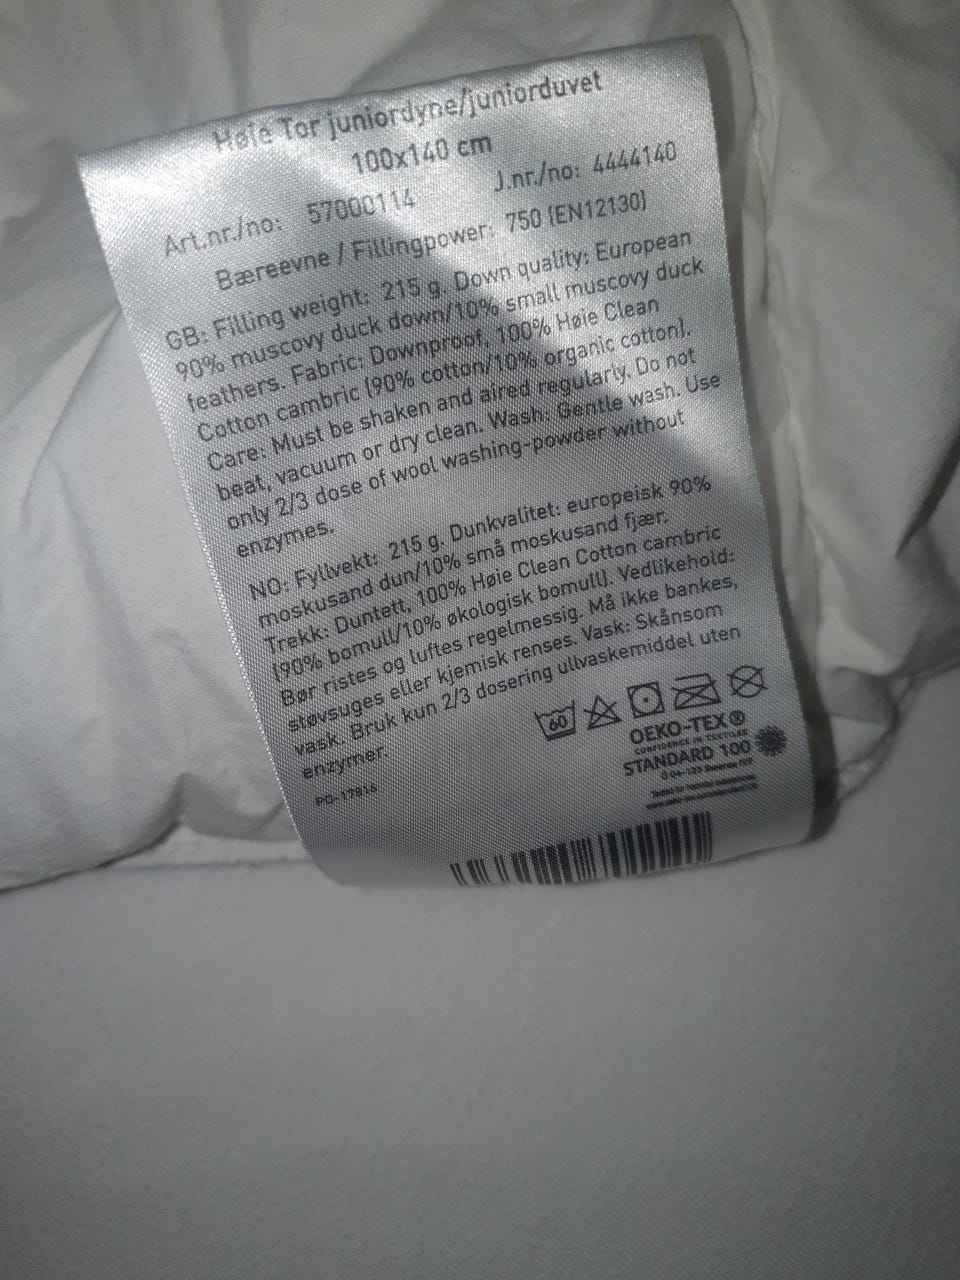 Høie Tor juniordyne/juniorduvet
100x140 cm
Art.nr./no: 57000114 J.nr./no: 4444140
Bæreevne / Fillingpower: 750 (EN12130)
GB: Filling weight: 215 g. Down quality: European
90% muscovy duck down/10% small muscovy duck
feathers. Fabric: Downproof, 100% Høie Clean
Cotton cambric (90% cotton/10% organic cotton).
Care: Must be shaken and aired regularly. Do not
beat, vacuum or dry clean. Wash: Gentle wash. Use
only 2/3 dose of wool washing-powder without
enzymes.
NO: Fyllvekt: 215 g. Dunkvalitet: europeisk 90%
moskusand dun/10% små moskusand fjær.
Trekk: Duntett, 100% Høie Clean Cotton cambric
(90% bomull/10% økologisk bomull). Vedlikehold:
Bør ristes og luftes regelmessig. Må ikke bankes,
støvsuges eller kjemisk renses. Vask: Skånsom
vask. Bruk kun 2/3 dosering ullvaskemiddel uten
enzymer.
60
OEKO-TEX®
CONFIDENCE IN TEXTILES
STANDARD 100
PO-17816